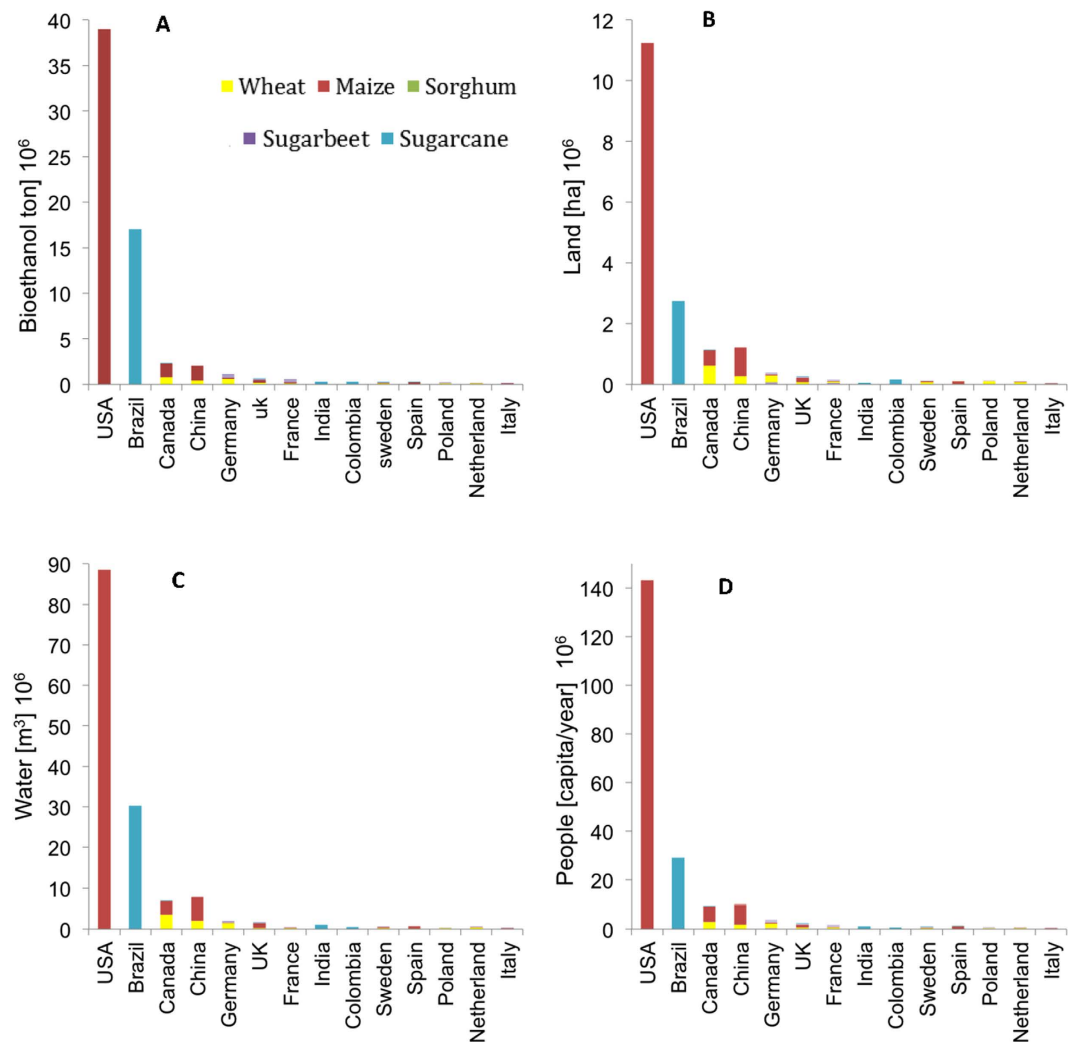 A
Bioethanol ton] 10⁶
40
35
30
25
20
15
10
5
0
Wheat Maize Sorghum
Sugarbeet Sugarcane
USA
Brazil
Canada
China
Germany
uk
France
India
Colombia
sweden
Spain
Poland
Netherland
Italy
B
Land [ha] 10⁶
12
10
8
6
4
2
0
USA
Brazil
Canada
China
Germany
UK
France
India
Colombia
Sweden
Spain
Poland
Netherland
Italy
C
Water [m³] 10⁶
90
80
70
60
50
40
30
20
10
0
USA
Brazil
Canada
China
Germany
UK
France
India
Colombia
Sweden
Spain
Poland
Netherland
Italy
D
People [capita/year] 10⁶
140
120
100
80
60
40
20
0
USA
Brazil
Canada
China
Germany
UK
France
India
Colombia
Sweden
Spain
Poland
Netherland
Italy